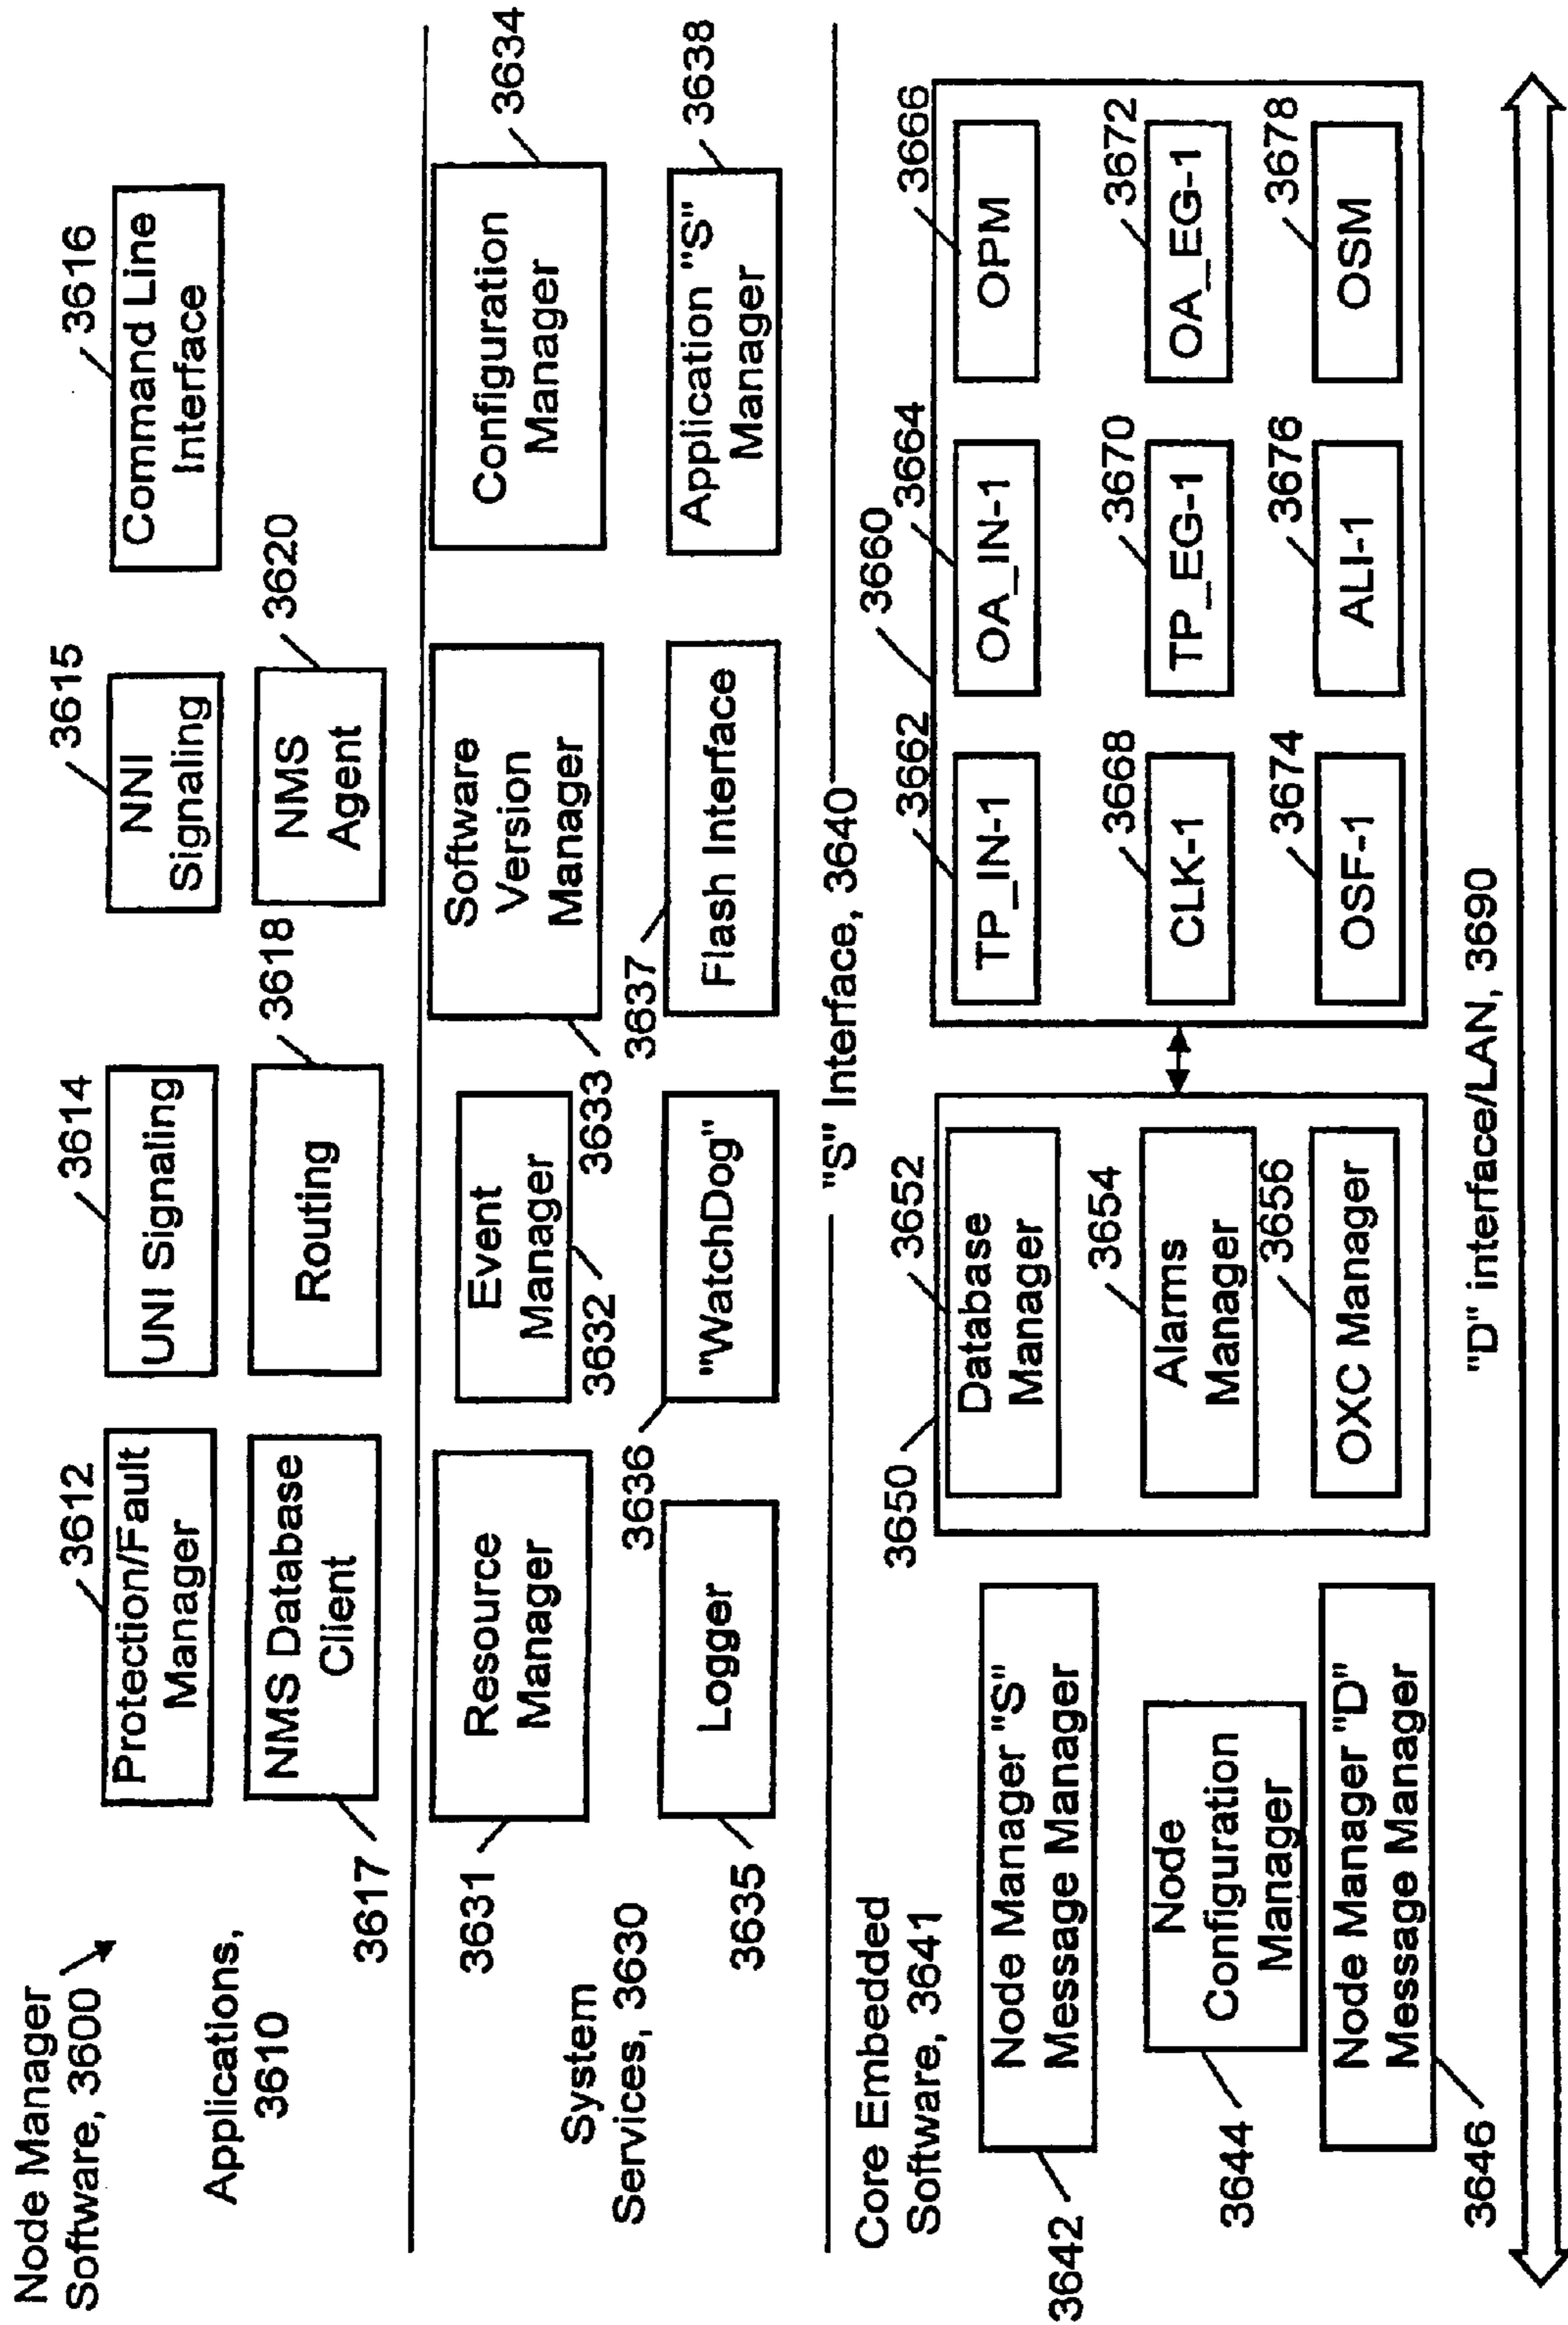 Node Manager
Software, 3600
Applications,
3610
3612
Protection/Fault
Manager
3614
UNI Signaling
3615
NNI
Signaling
3616
Command Line
Interface
3617
NMS Database
Client
3618
Routing
3620
NMS
Agent
System
Services, 3630
3631
Resource
Manager
Event
Manager
3632
3633
Software
Version
Manager
3634
Configuration
Manager
3635
Logger
3636
"WatchDog"
3637
Flash Interface
3638
Application "S"
Manager
"S" Interface, 3640
Core Embedded
Software, 3641
3642
Node Manager "S"
Message Manager
3644
Node
Configuration
Manager
3646
Node Manager "D"
Message Manager
3650
3652
Database
Manager
3654
Alarms
Manager
3656
OXC Manager
3660
3662
TP_IN-1
3664
OA_IN-1
3666
OPM
3668
CLK-1
3670
TP_EG-1
3672
OA_EG-1
3674
OSF-1
3676
ALI-1
3678
OSM
"D" interface/LAN, 3690